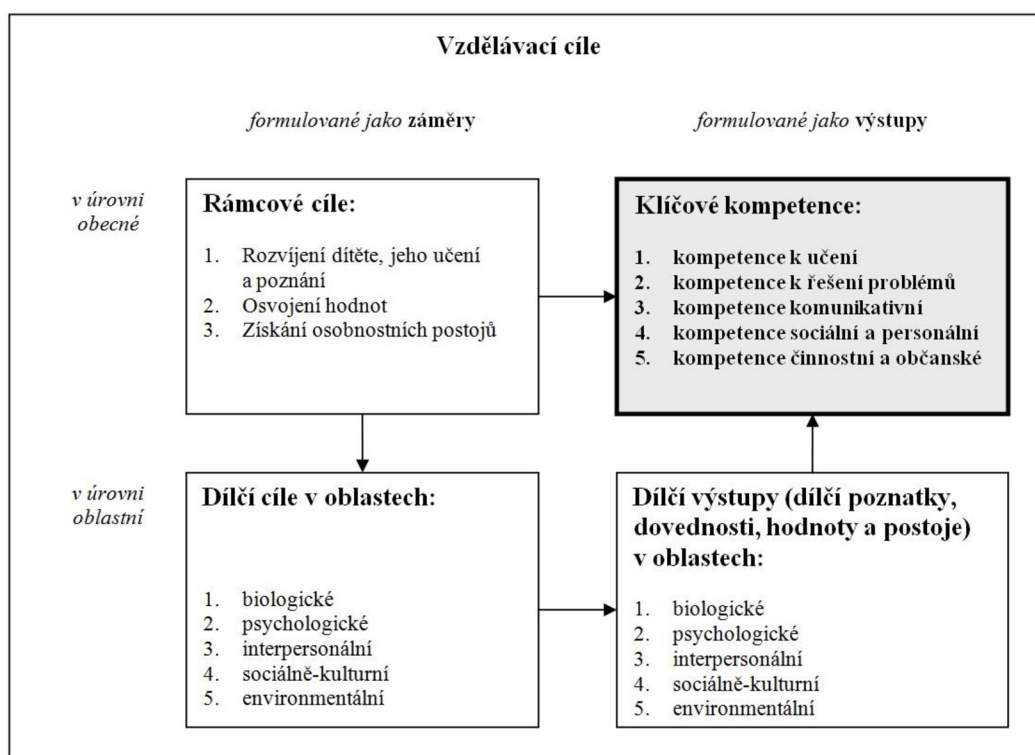 Vzdělávací cíle
formulované jako záměry
formulované jako výstupy
v úrovni
obecné
Rámcové cíle:
1. Rozvíjení dítěte, jeho učení
a poznání
2. Osvojení hodnot
3. Získání osobnostních postojů
Klíčové kompetence:
1. kompetence k učení
2. kompetence k řešení problémů
3. kompetence komunikativní
4. kompetence sociální a personální
5. kompetence činnostní a občanské
v úrovni
oblastní
Dílčí cíle v oblastech:
1. biologické
2. psychologické
3. interpersonální
4. sociálně-kulturní
5. environmentální
Dílčí výstupy (dílčí poznatky,
dovednosti, hodnoty a postoje)
v oblastech:
1. biologické
2. psychologické
3. interpersonální
4. sociálně-kulturní
5. environmentální